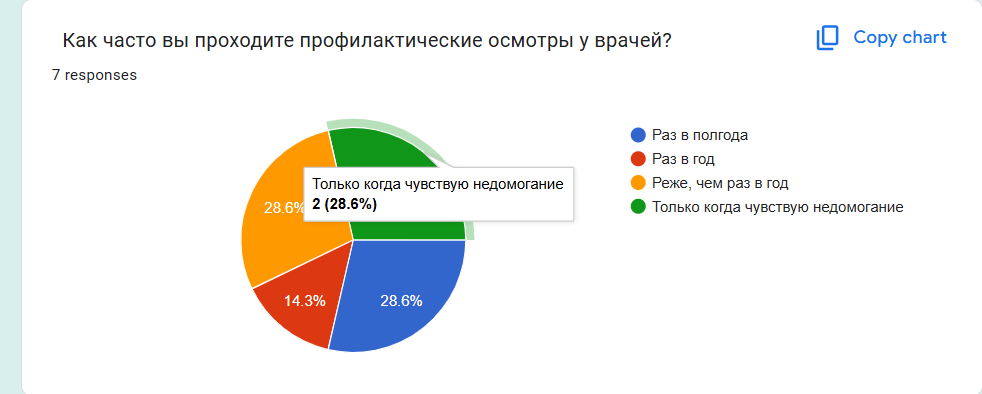 Как часто вы проходите профилактические осмотры у врачей?
Copy chart
7 responses
Раз в полгода
Раз в год
Реже, чем раз в год
Только когда чувствую недомогание
Только когда чувствую недомогание
2 (28.6%)
28.6%
14.3%
28.6%